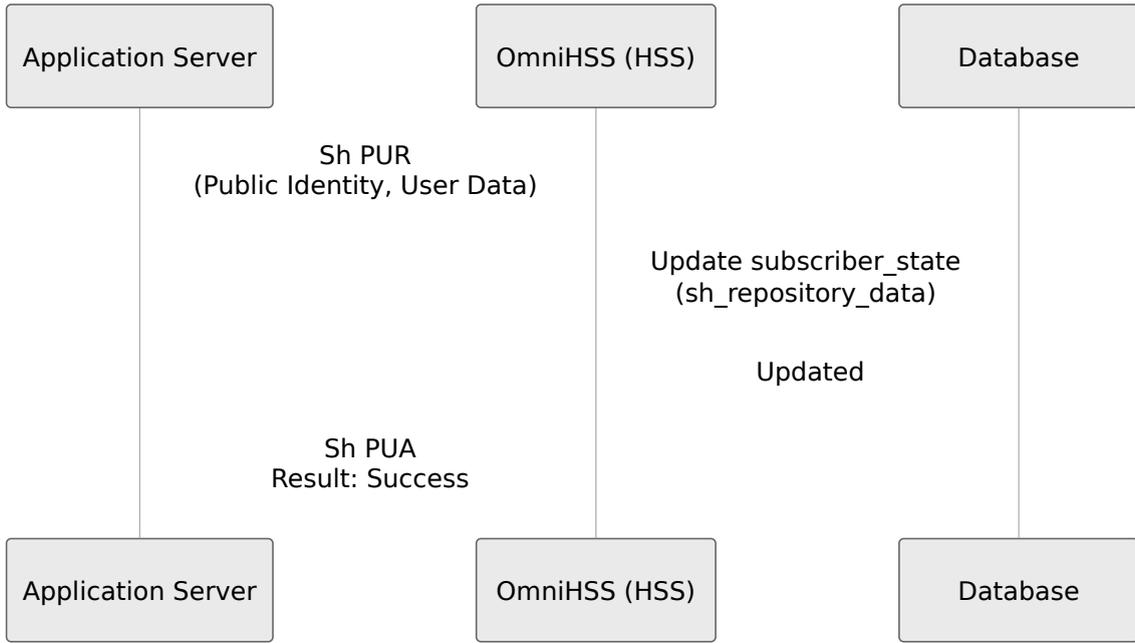 Application Server
OmniHSS (HSS)
Database
Sh PUR
(Public Identity, User Data)
Update subscriber_state
(sh_repository_data)
Updated
Sh PUA
Result: Success
Application Server
OmniHSS (HSS)
Database